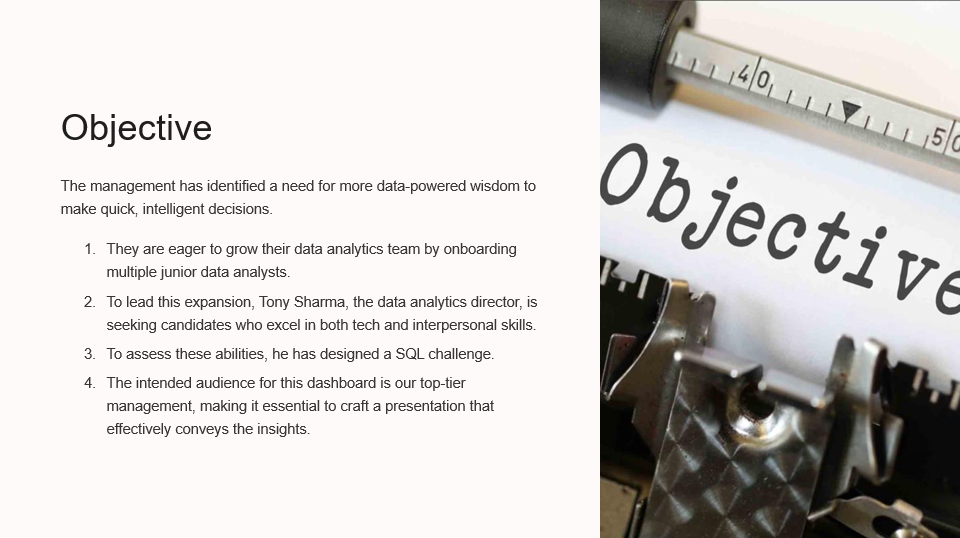 Objective
The management has identified a need for more data-powered wisdom to
make quick, intelligent decisions.
1. They are eager to grow their data analytics team by onboarding
multiple junior data analysts.
2. To lead this expansion, Tony Sharma, the data analytics director, is
seeking candidates who excel in both tech and interpersonal skills.
3. To assess these abilities, he has designed a SQL challenge.
4. The intended audience for this dashboard is our top-tier
management, making it essential to craft a presentation that
effectively conveys the insights.
40
50
Objective